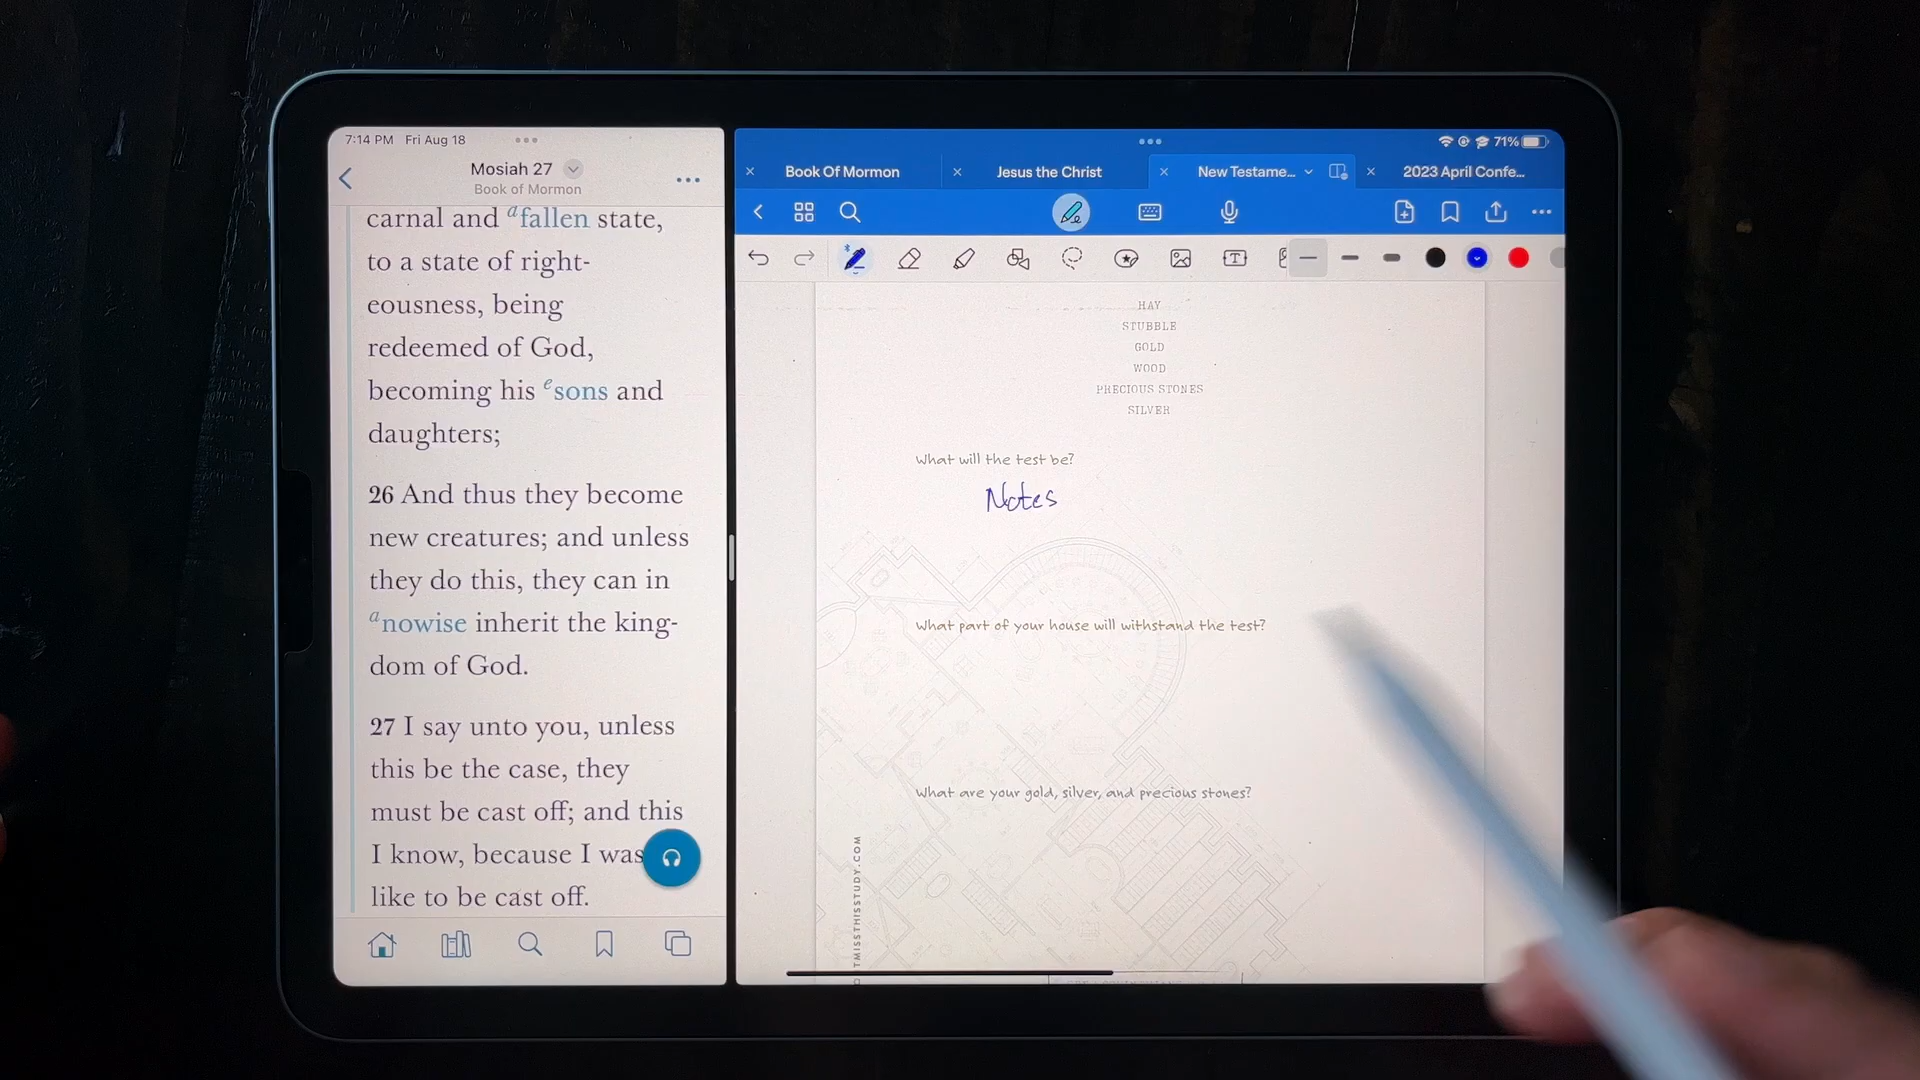 7:14 PM Fri Aug 18
Mosiah 27
Book of Mormon
carnal and a fallen state,
to a state of right-
eousness, being
redeemed of God,
becoming his e sons and
daughters;
26 And thus they become
new creatures; and unless
they do this, they can in
a nowise inherit the king-
dom of God.
27 I say unto you, unless
this be the case, they
must be cast off; and this
I know, because I was
like to be cast off.
71%
Book Of Mormon
Jesus the Christ
New Testame...
2023 April Confe...
HAY
STUBBLE
GOLD
WOOD
PRECIOUS STONES
SILVER
What will the test be?
Notes
What part of your house will withstand the test?
What are your gold, silver, and precious stones?
TMISSTHISSTUDY.COM